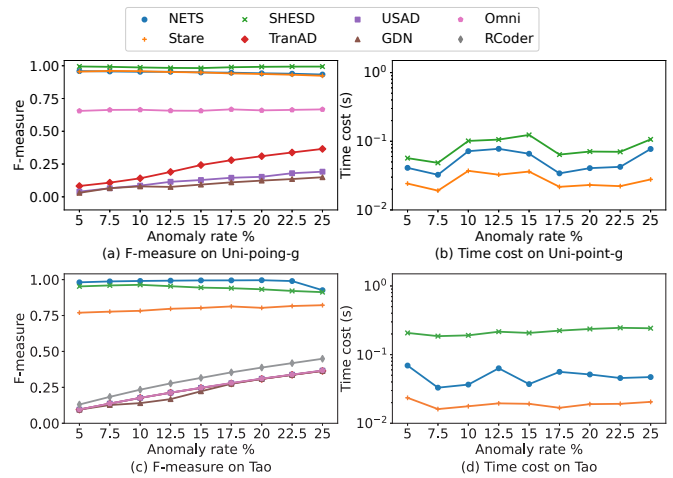 NETS SHESD USAD Omni
Stare TranAD GDN RCoder
F-measure
1.00
0.75
0.50
0.25
0.00
5 7.5 10 12.5 15 17.5 20 22.5 25
Anomaly rate %
(a) F-measure on Uni-poing-g
Time cost (s)
10⁰
10⁻¹
10⁻²
5 7.5 10 12.5 15 17.5 20 22.5 25
Anomaly rate %
(b) Time cost on Uni-point-g
F-measure
1.00
0.75
0.50
0.25
0.00
5 7.5 10 12.5 15 17.5 20 22.5 25
Anomaly rate %
(c) F-measure on Tao
Time cost (s)
10⁰
10⁻¹
10⁻²
5 7.5 10 12.5 15 17.5 20 22.5 25
Anomaly rate %
(d) Time cost on Tao